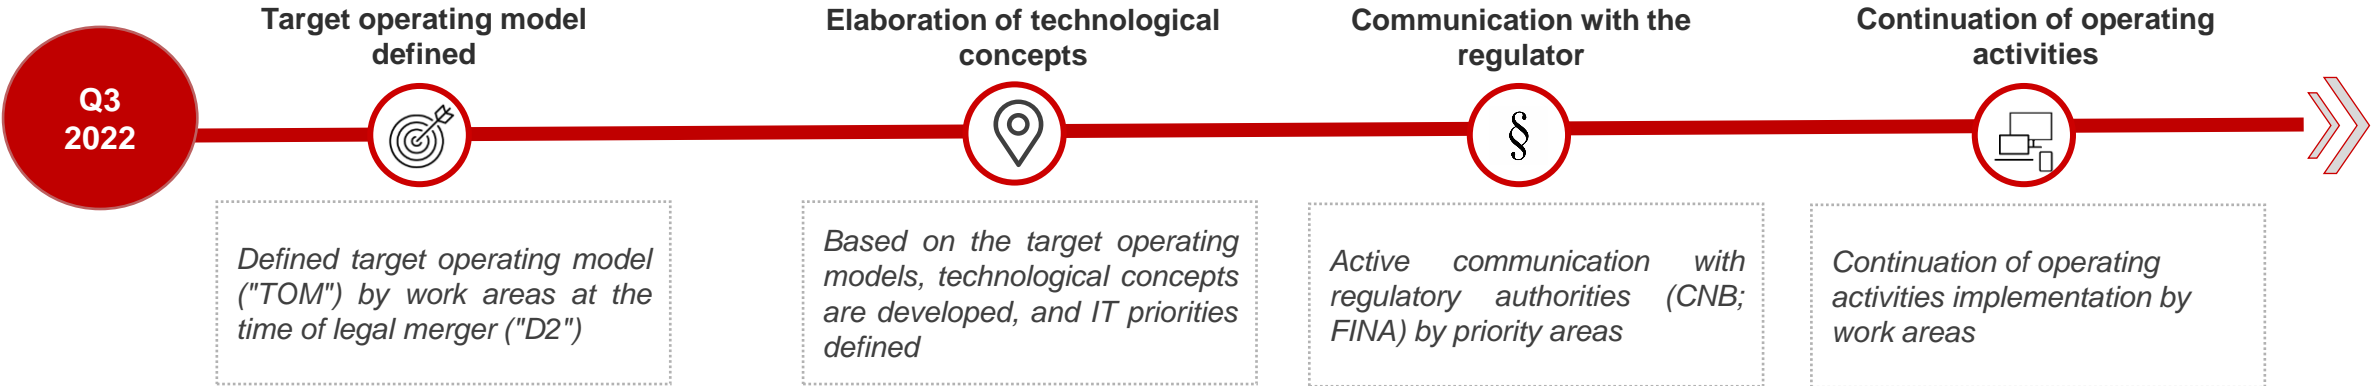 Q3
2022
Target operating model
defined
Defined target operating model
("TOM") by work areas at the
time of legal merger ("D2")
Elaboration of technological
concepts
Based on the target operating
models, technological concepts
are developed, and IT priorities
defined
Communication with the
regulator
§
Active communication with
regulatory authorities (CNB;
FINA) by priority areas
Continuation of operating
activities
Continuation of operating
activities implementation by
work areas